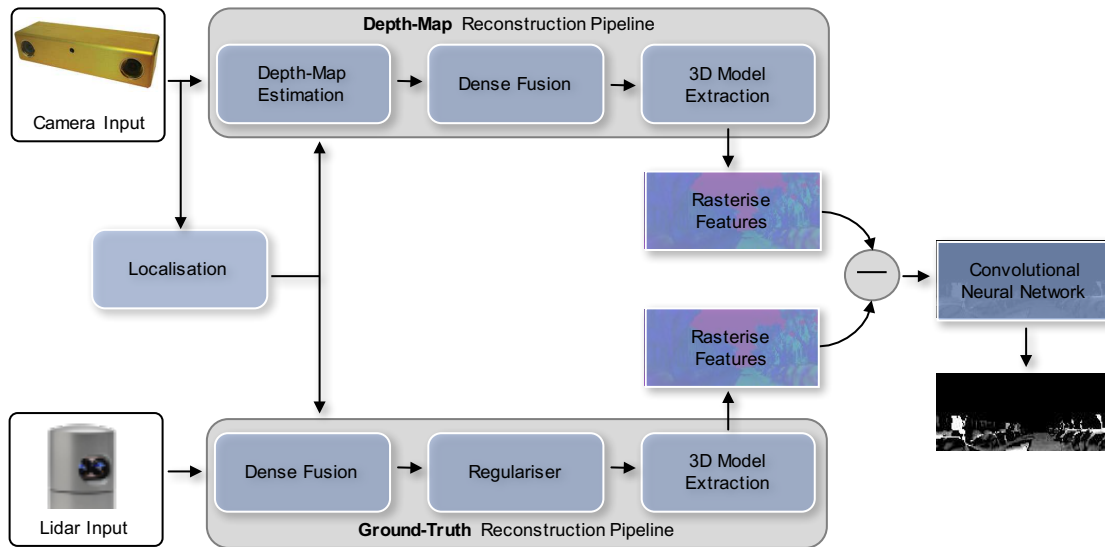 Depth-Map Reconstruction Pipeline
Camera Input
Depth-Map
Estimation
Dense Fusion
3D Model
Extraction
Rasterise
Features
Localisation
Convolutional
Neural Network
Rasterise
Features
Lidar Input
Dense Fusion
Regulariser
3D Model
Extraction
Ground-Truth Reconstruction Pipeline